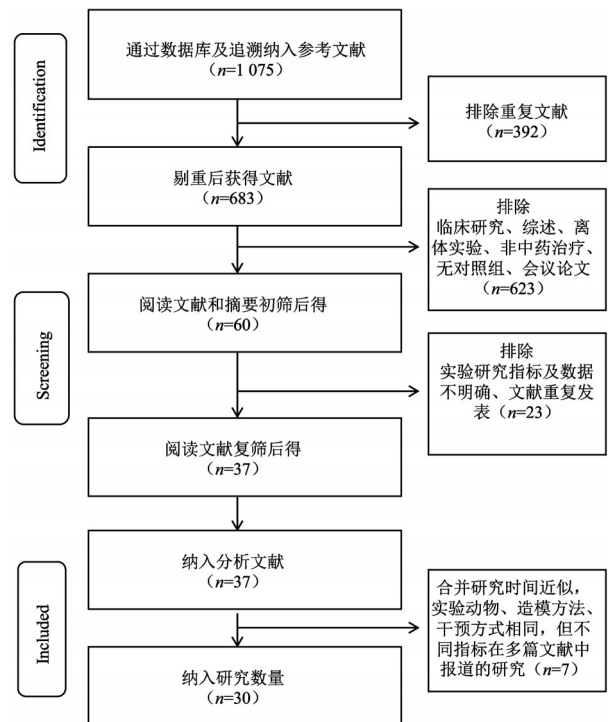 Identification
通过数据库及追溯纳入参考文献
（n=1 075）
排除重复文献
（n=392）
剔重后获得文献
（n=683）
排除
临床研究、综述、离
体实验、非中药治疗、
无对照组、会议论文
（n=623）
Screening
阅读文献和摘要初筛后得
（n=60）
排除
实验研究指标及数据
不明确、文献重复发
表（n=23）
阅读文献复筛后得
（n=37）
Included
纳入分析文献
（n=37）
合并研究时间近似，
实验动物、造模方法、
干预方式相同，但不
同指标在多篇文献中
报道的研究（n=7）
纳入研究数量
（n=30）